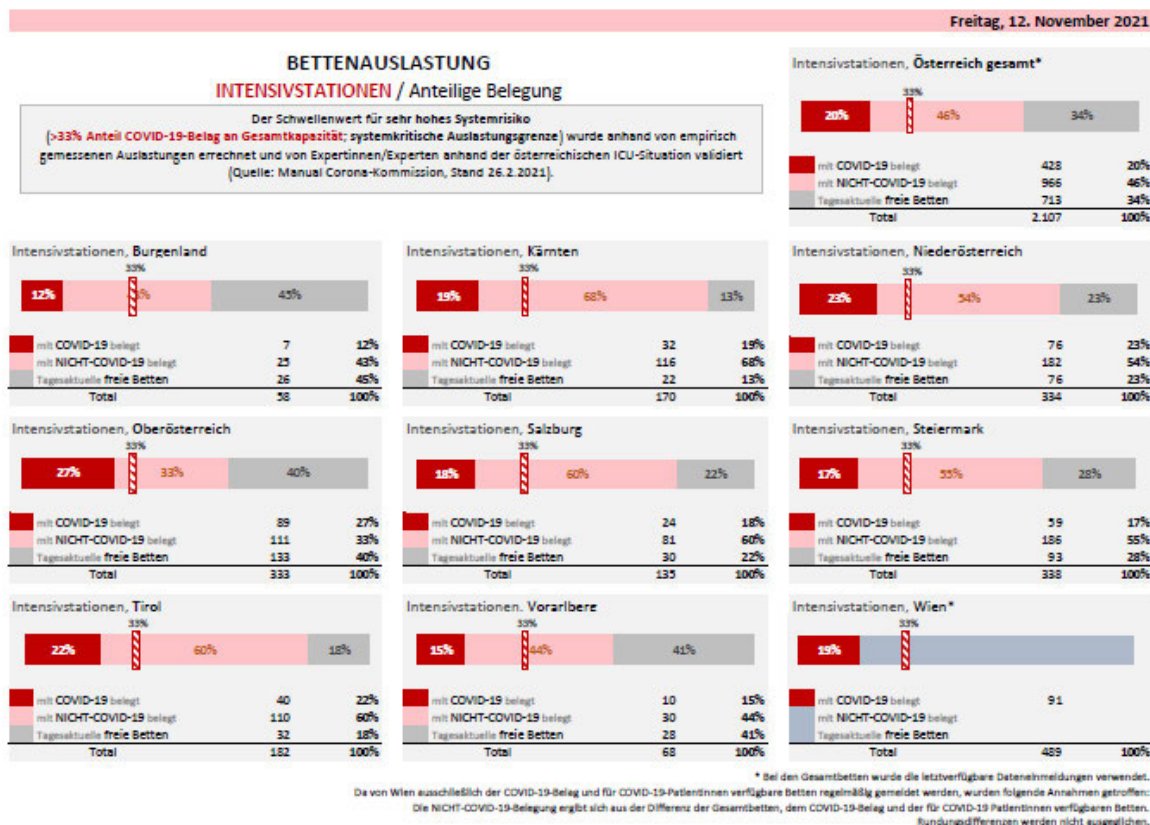 Freitag, 12. November 2021
BETTENAUSLASTUNG
INTENSIVSTATIONEN / Anteilige Belegung
Der Schwellenwert für sehr hohes Systemrisiko
(>33% Anteil COVID-19-Belag an Gesamtkapazität; systemkritische Auslastungsgrenze) wurde anhand von empirisch
gemessenen Auslastungen errechnet und von Expertinnen/Experten anhand der österreichischen ICU-Situation validiert
(Quelle: Manual Corona-Kommission, Stand 26.2.2021).
Intensivstationen, Österreich gesamt*
33%
20% 46% 34%
mit COVID-19 belegt 428 20%
mit NICHT-COVID-19 belegt 966 46%
Tagesaktuelle freie Betten 713 34%
Total 2.107 100%
Intensivstationen, Burgenland
33%
12% 45%
mit COVID-19 belegt 7 12%
mit NICHT-COVID-19 belegt 25 43%
Tagesaktuelle freie Betten 26 45%
Total 58 100%
Intensivstationen, Kärnten
33%
19% 68% 13%
mit COVID-19 belegt 32 19%
mit NICHT-COVID-19 belegt 116 68%
Tagesaktuelle freie Betten 22 13%
Total 170 100%
Intensivstationen, Niederösterreich
33%
23% 54% 23%
mit COVID-19 belegt 76 23%
mit NICHT-COVID-19 belegt 182 54%
Tagesaktuelle freie Betten 76 23%
Total 334 100%
Intensivstationen, Oberösterreich
33%
27% 33% 40%
mit COVID-19 belegt 89 27%
mit NICHT-COVID-19 belegt 111 33%
Tagesaktuelle freie Betten 133 40%
Total 333 100%
Intensivstationen, Salzburg
33%
18% 60% 22%
mit COVID-19 belegt 24 18%
mit NICHT-COVID-19 belegt 81 60%
Tagesaktuelle freie Betten 30 22%
Total 135 100%
Intensivstationen, Steiermark
33%
17% 55% 28%
mit COVID-19 belegt 59 17%
mit NICHT-COVID-19 belegt 186 55%
Tagesaktuelle freie Betten 93 28%
Total 338 100%
Intensivstationen, Tirol
33%
22% 60% 18%
mit COVID-19 belegt 40 22%
mit NICHT-COVID-19 belegt 110 60%
Tagesaktuelle freie Betten 32 18%
Total 182 100%
Intensivstationen. Vorarlberg
33%
15% 44% 41%
mit COVID-19 belegt 10 15%
mit NICHT-COVID-19 belegt 30 44%
Tagesaktuelle freie Betten 28 41%
Total 68 100%
Intensivstationen, Wien*
33%
19%
mit COVID-19 belegt 91
mit NICHT-COVID-19 belegt
Tagesaktuelle freie Betten
Total 489 100%
* Bei den Gesamtbetten wurde die letztverfügbare Dateneinmeldungen verwendet.
Da von Wien ausschließlich der COVID-19-Belag und für COVID-19-PatientInnen verfügbare Betten regelmäßig gemeldet werden, wurden folgende Annahmen getroffen:
Die NICHT-COVID-19-Belegung ergibt sich aus der Differenz der Gesamtbetten, dem COVID-19-Belag und der für COVID-19 PatientInnen verfügbaren Betten.
Rundungsdifferenzen werden nicht ausgeglichen.